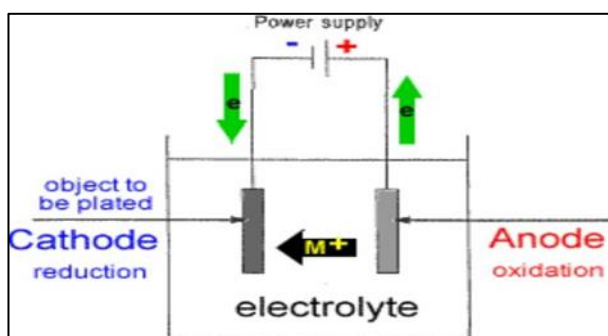 Power supply
- +
e
e
object to
be plated
Cathode
reduction
M+
Anode
oxidation
electrolyte